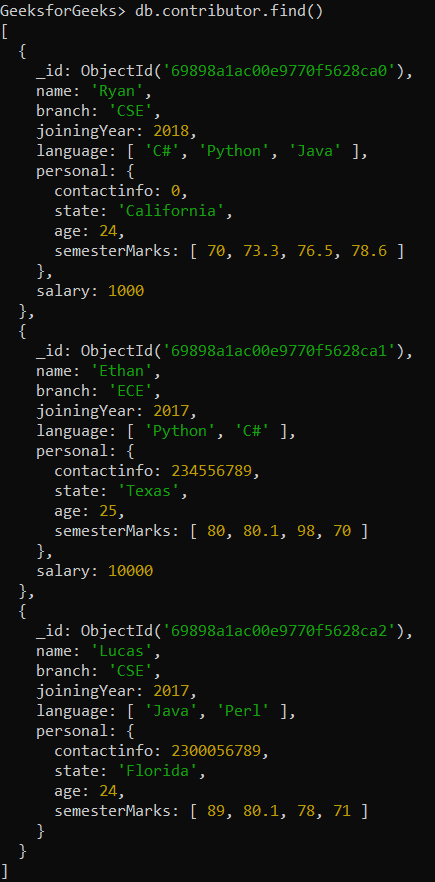 GeeksforGeeks> db.contributor.find()
[
  {
    _id: ObjectId('69898a1ac00e9770f5628ca0'),
    name: 'Ryan',
    branch: 'CSE',
    joiningYear: 2018,
    language: [ 'C#', 'Python', 'Java' ],
    personal: {
      contactinfo: 0,
      state: 'California',
      age: 24,
      semesterMarks: [ 70, 73.3, 76.5, 78.6 ]
    },
    salary: 1000
  },
  {
    _id: ObjectId('69898a1ac00e9770f5628ca1'),
    name: 'Ethan',
    branch: 'ECE',
    joiningYear: 2017,
    language: [ 'Python', 'C#' ],
    personal: {
      contactinfo: 234556789,
      state: 'Texas',
      age: 25,
      semesterMarks: [ 80, 80.1, 98, 70 ]
    },
    salary: 10000
  },
  {
    _id: ObjectId('69898a1ac00e9770f5628ca2'),
    name: 'Lucas',
    branch: 'CSE',
    joiningYear: 2017,
    language: [ 'Java', 'Perl' ],
    personal: {
      contactinfo: 2300056789,
      state: 'Florida',
      age: 24,
      semesterMarks: [ 89, 80.1, 78, 71 ]
    }
  }
]